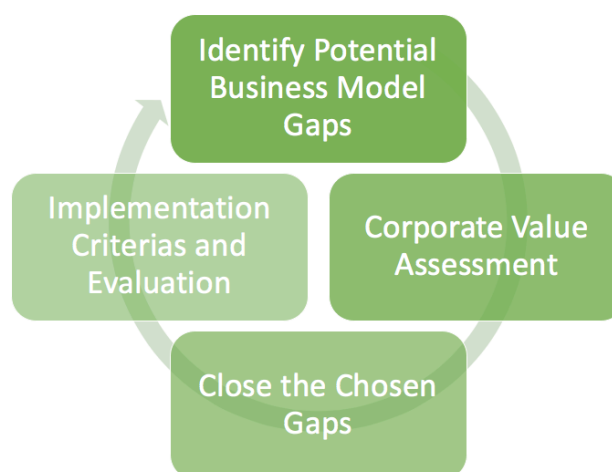 Identify Potential
Business Model
Gaps
Corporate Value
Assessment
Close the Chosen
Gaps
Implementation
Criterias and
Evaluation